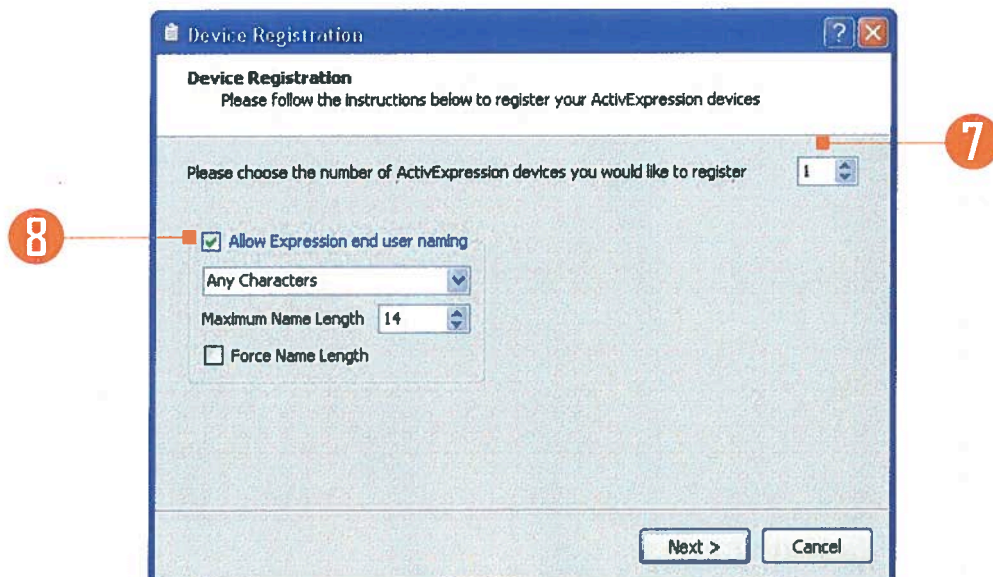 Device Registration
Device Registration
Please follow the instructions below to register your ActivExpression devices
7
Please choose the number of ActivExpression devices you would like to register 1
8
Allow Expression end user naming
Any Characters
Maximum Name Length 14
Force Name Length
Next > Cancel